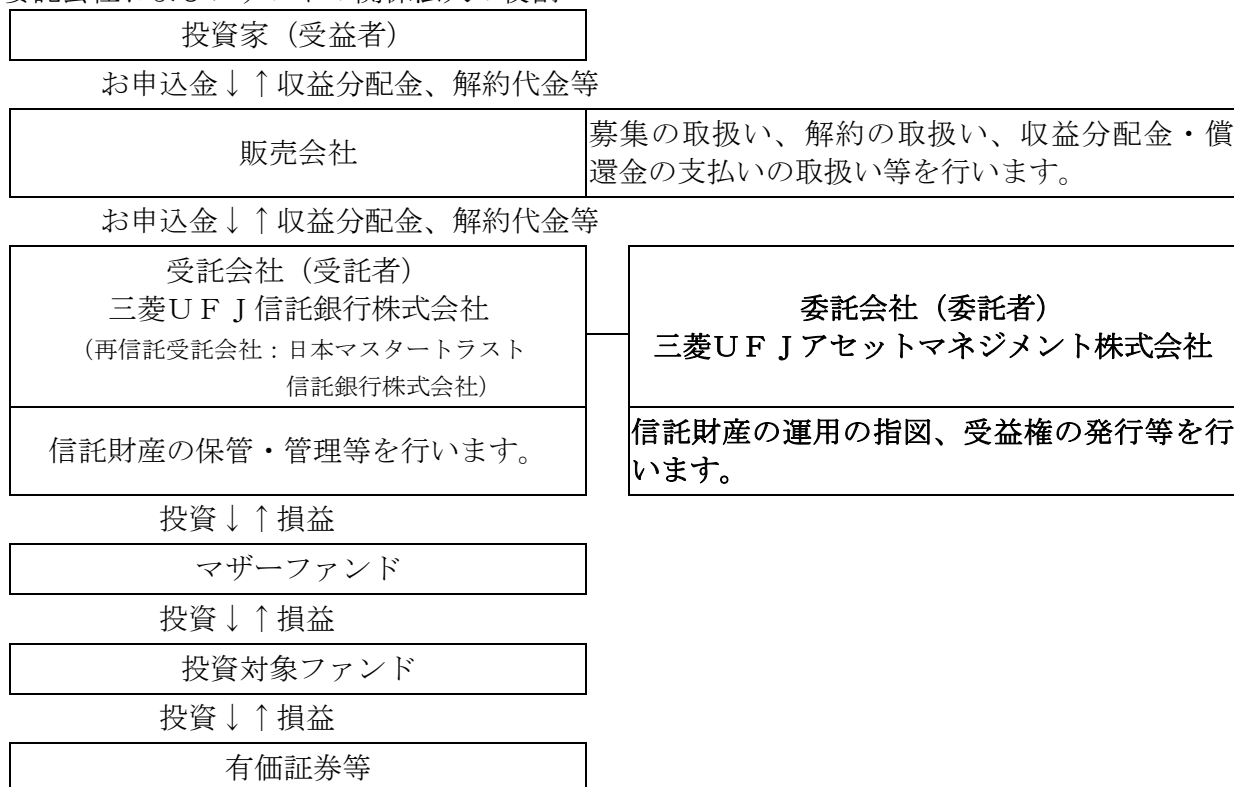 投資家（受益者）
お申込金↓↑収益分配金、解約代金等
販売会社
募集の取扱い、解約の取扱い、収益分配金・償
還金の支払いの取扱い等を行います。
お申込金↓↑収益分配金、解約代金等
受託会社（受託者）
三菱ＵＦＪ信託銀行株式会社
（再信託受託会社：日本マスタートラスト
信託銀行株式会社）
信託財産の保管・管理等を行います。
委託会社（委託者）
三菱ＵＦＪアセットマネジメント株式会社
信託財産の運用の指図、受益権の発行等を行
います。
投資↓↑損益
マザーファンド
投資↓↑損益
投資対象ファンド
投資↓↑損益
有価証券等